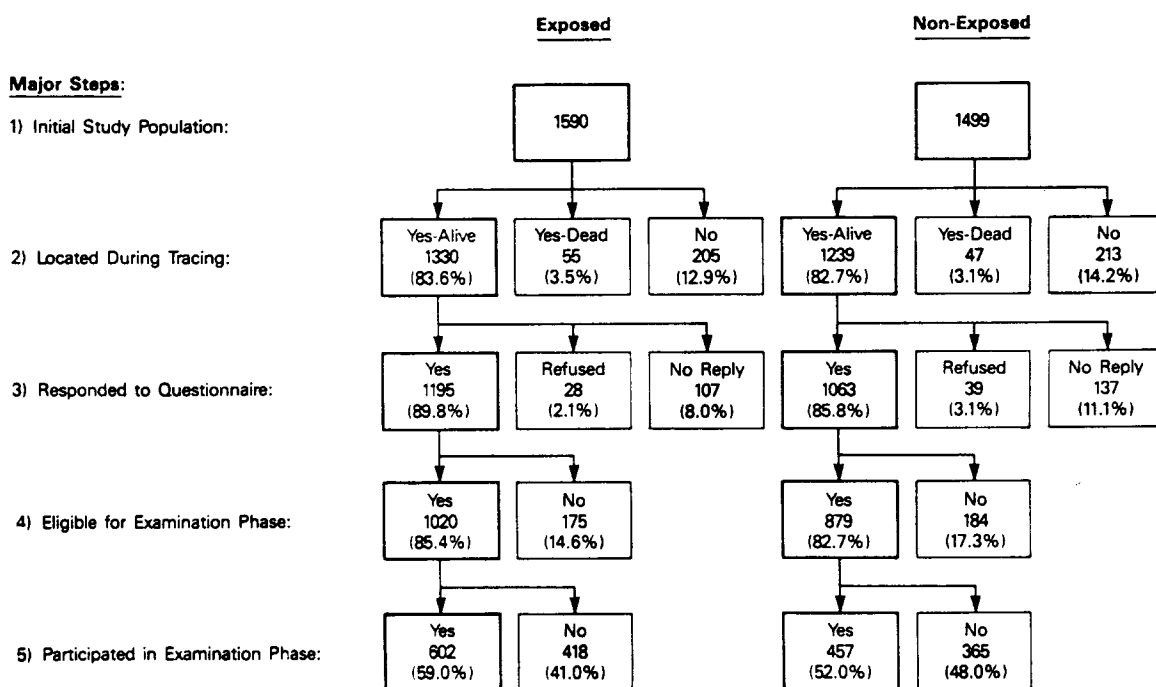 Exposed
Non-Exposed
Major Steps:
1) Initial Study Population:
1590
1499
2) Located During Tracing:
Yes-Alive
1330
(83.6%)
Yes-Dead
55
(3.5%)
No
205
(12.9%)
Yes-Alive
1239
(82.7%)
Yes-Dead
47
(3.1%)
No
213
(14.2%)
3) Responded to Questionnaire:
Yes
1195
(89.8%)
Refused
28
(2.1%)
No Reply
107
(8.0%)
Yes
1063
(85.8%)
Refused
39
(3.1%)
No Reply
137
(11.1%)
4) Eligible for Examination Phase:
Yes
1020
(85.4%)
No
175
(14.6%)
Yes
879
(82.7%)
No
184
(17.3%)
5) Participated in Examination Phase:
Yes
602
(59.0%)
No
418
(41.0%)
Yes
457
(52.0%)
No
365
(48.0%)